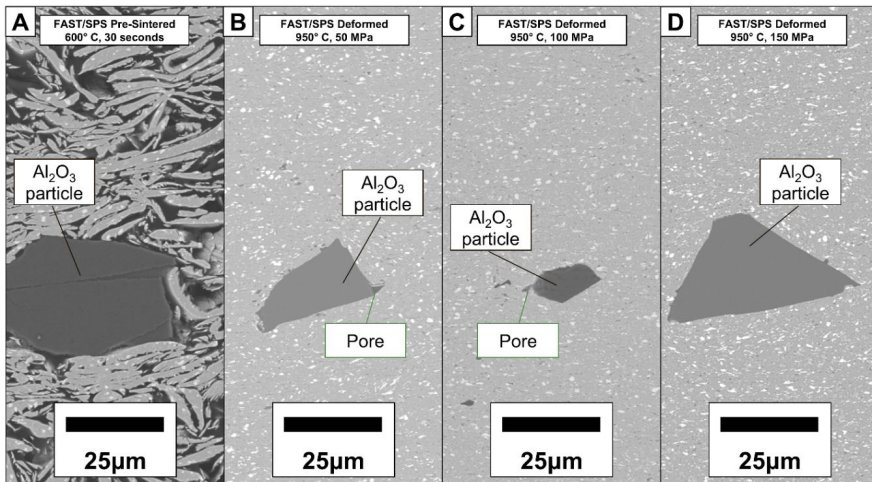 A
FAST/SPS Pre-Sintered
600° C, 30 seconds
Al₂O₃
particle
25μm
B
FAST/SPS Deformed
950° C, 50 MPa
Al₂O₃
particle
Pore
25μm
C
FAST/SPS Deformed
950° C, 100 MPa
Al₂O₃
particle
Pore
25μm
D
FAST/SPS Deformed
950° C, 150 MPa
Al₂O₃
particle
25μm